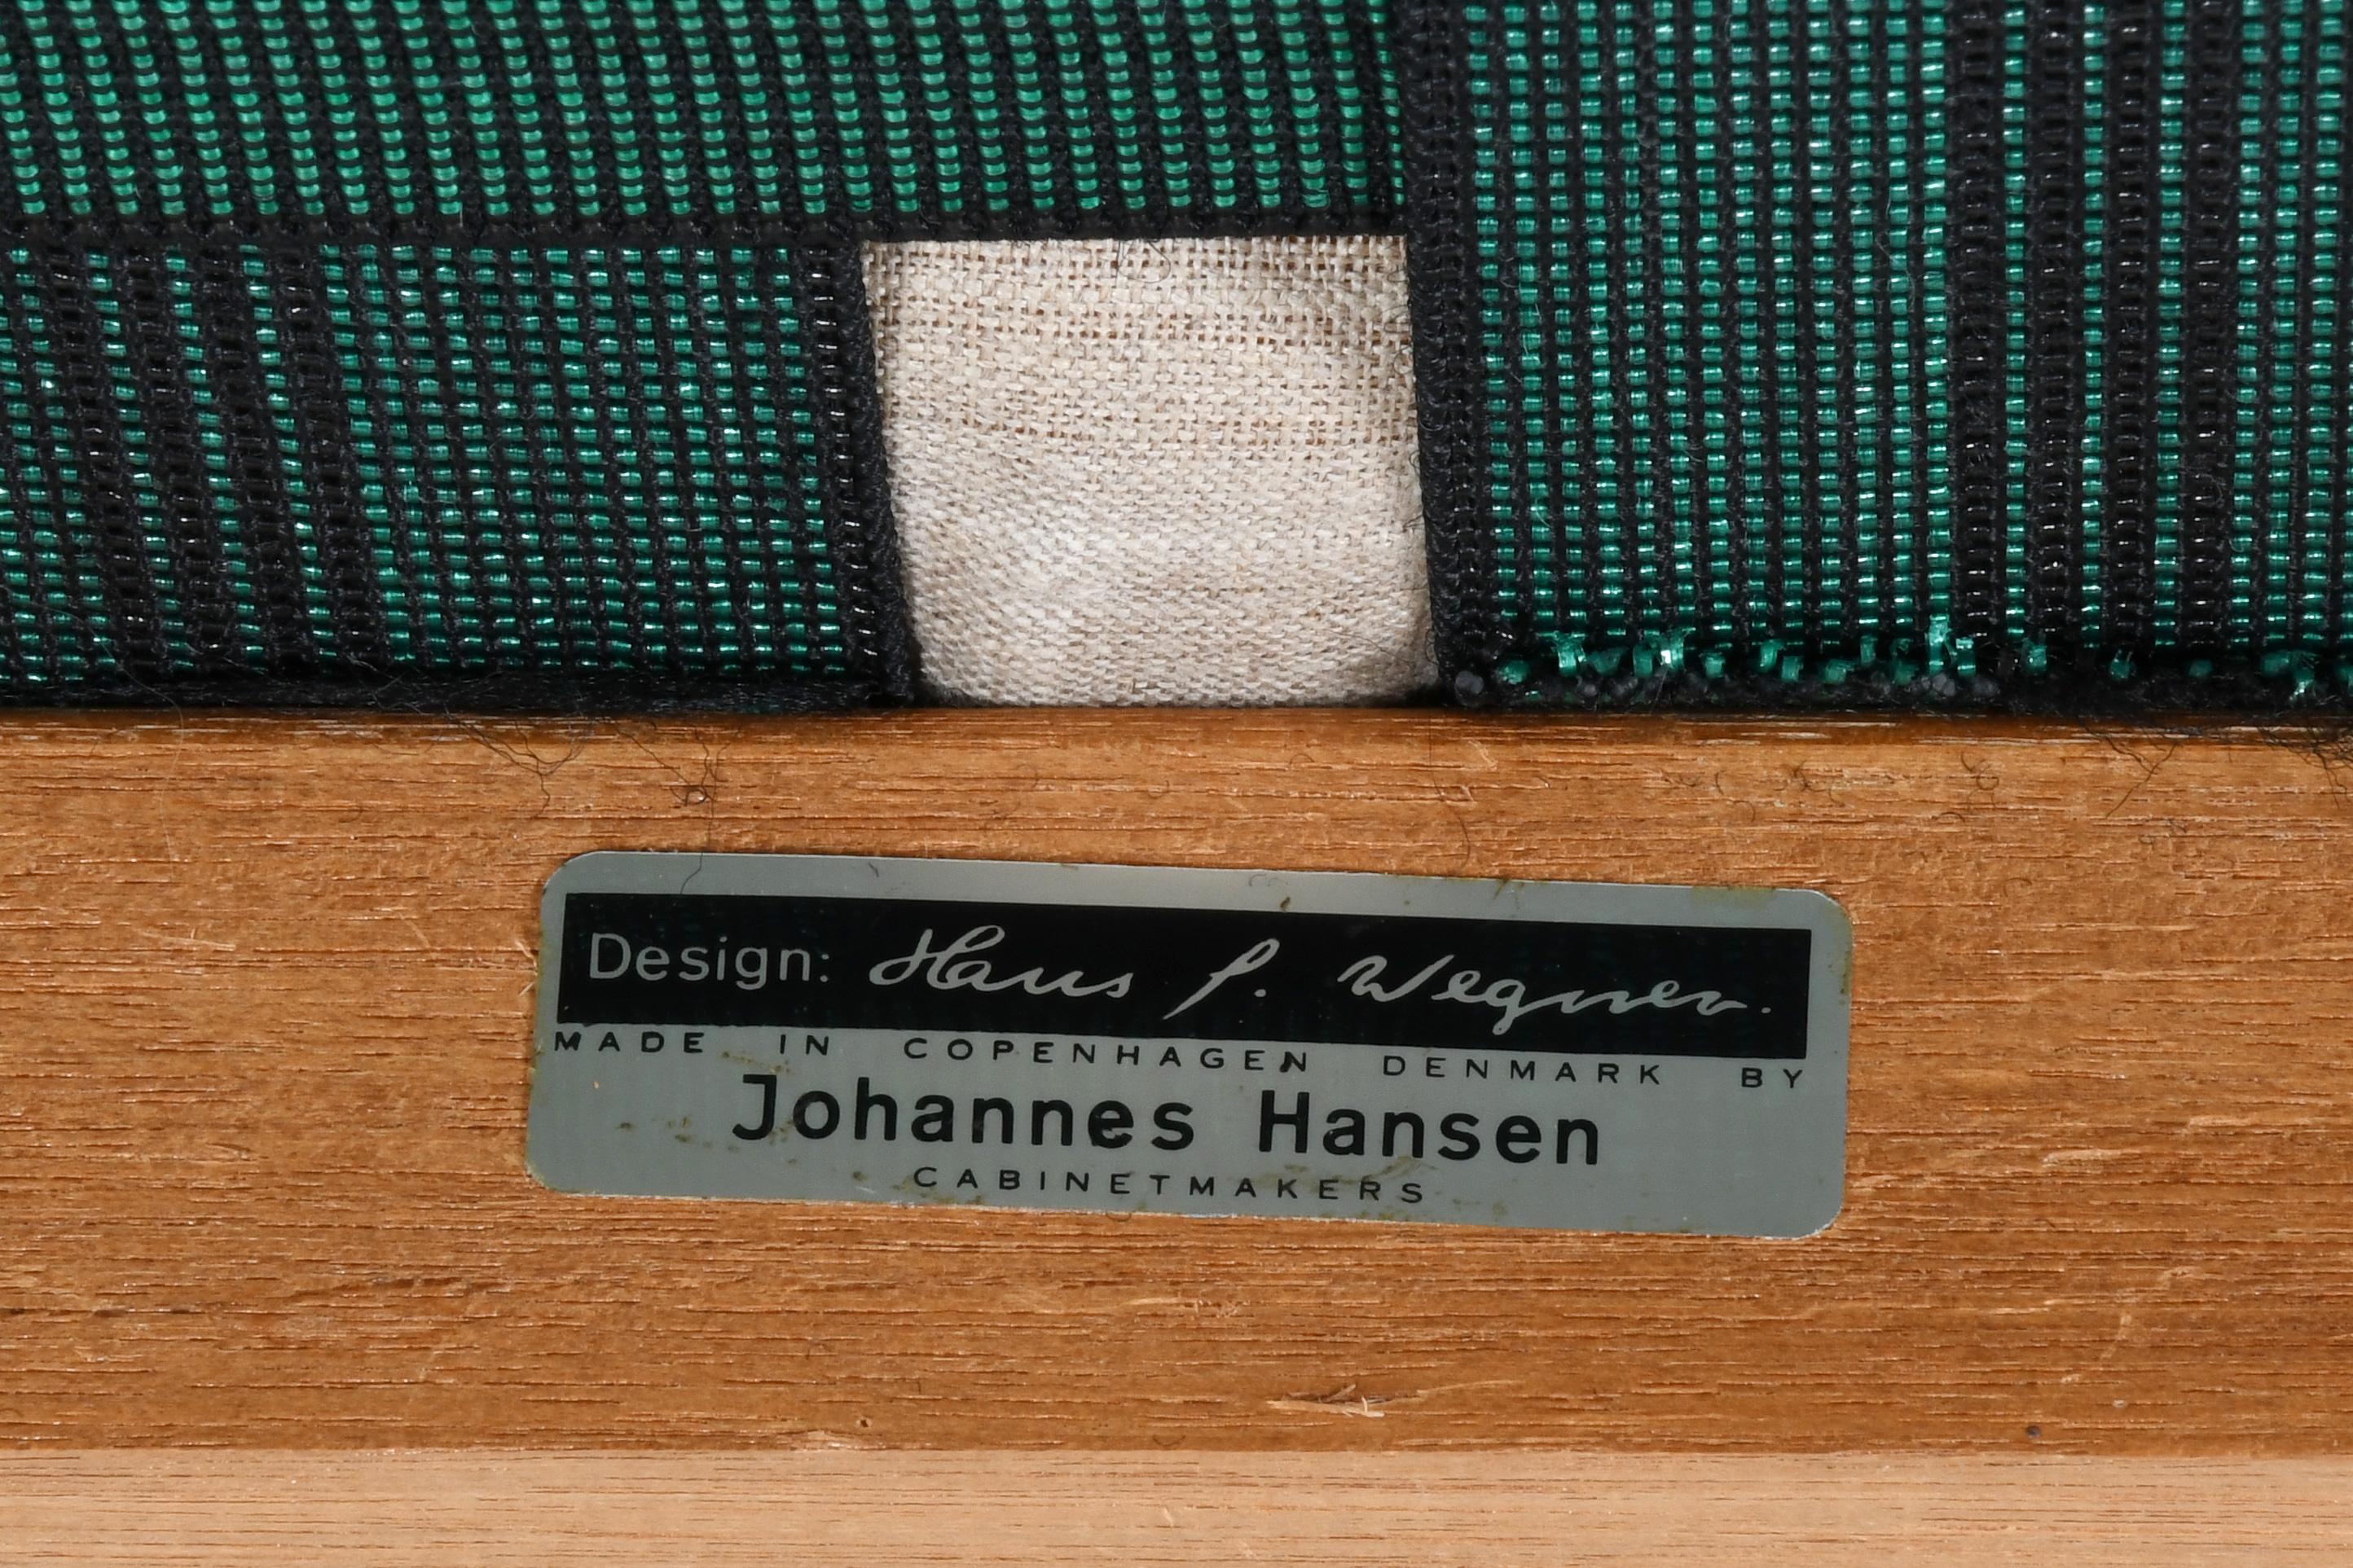 Design: Hans J. Wegner.
MADE IN COPENHAGEN DENMARK BY
Johannes Hansen
CABINETMAKERS